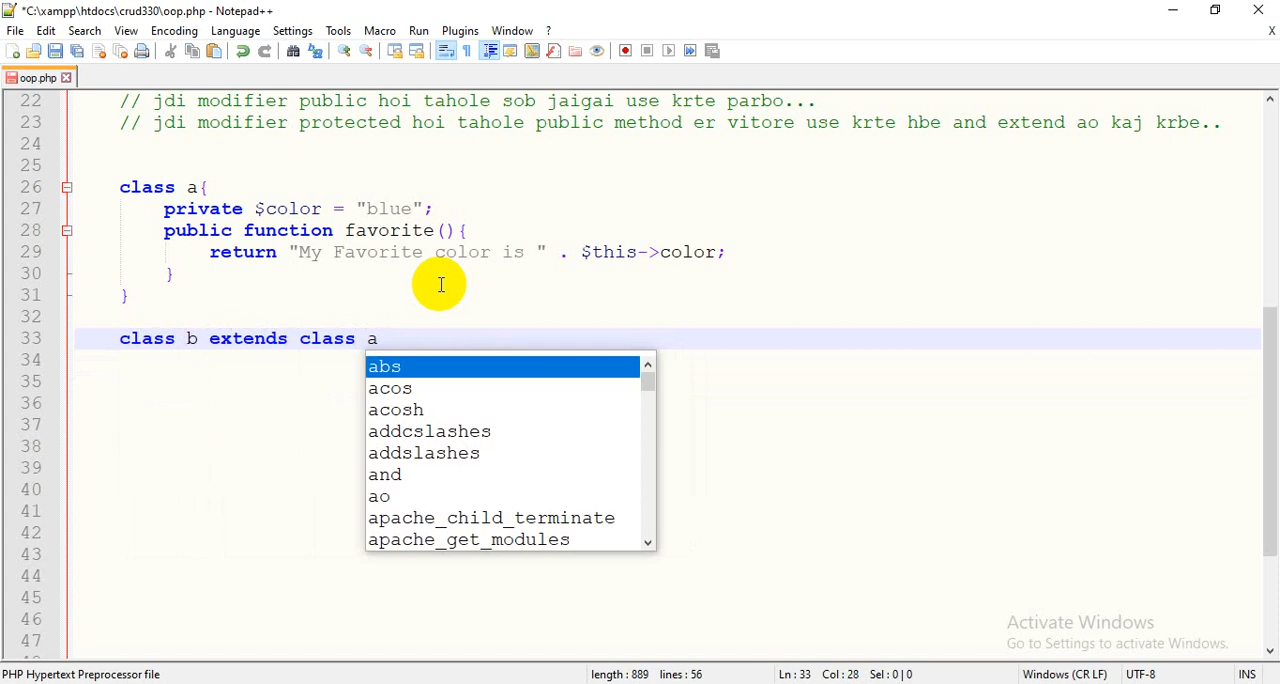 *C:\xampp\htdocs\crud330\oop.php - Notepad++
File Edit Search View Encoding Language Settings Tools Macro Run Plugins Window ? X
oop.php
22 // jdi modifier public hoi tahole sob jaigai use krte parbo...
23 // jdi modifier protected hoi tahole public method er vitore use krte hbe and extend ao kaj krbe..
24
25
26 class a{
27 private $color = "blue";
28 public function favorite(){
29 return "My Favorite color is " . $this->color;
30 }
31 }
32
33 class b extends class a
34
abs
35
acos
36
acosh
37
addcslashes
38
addslashes
39
and
40
ao
41
apache_child_terminate
42
apache_get_modules
43
44
45
46
47
Activate Windows
Go to Settings to activate Windows.
PHP Hypertext Preprocessor file length : 889 lines : 56 Ln : 33 Col : 28 Sel : 0 | 0 Windows (CR LF) UTF-8 INS